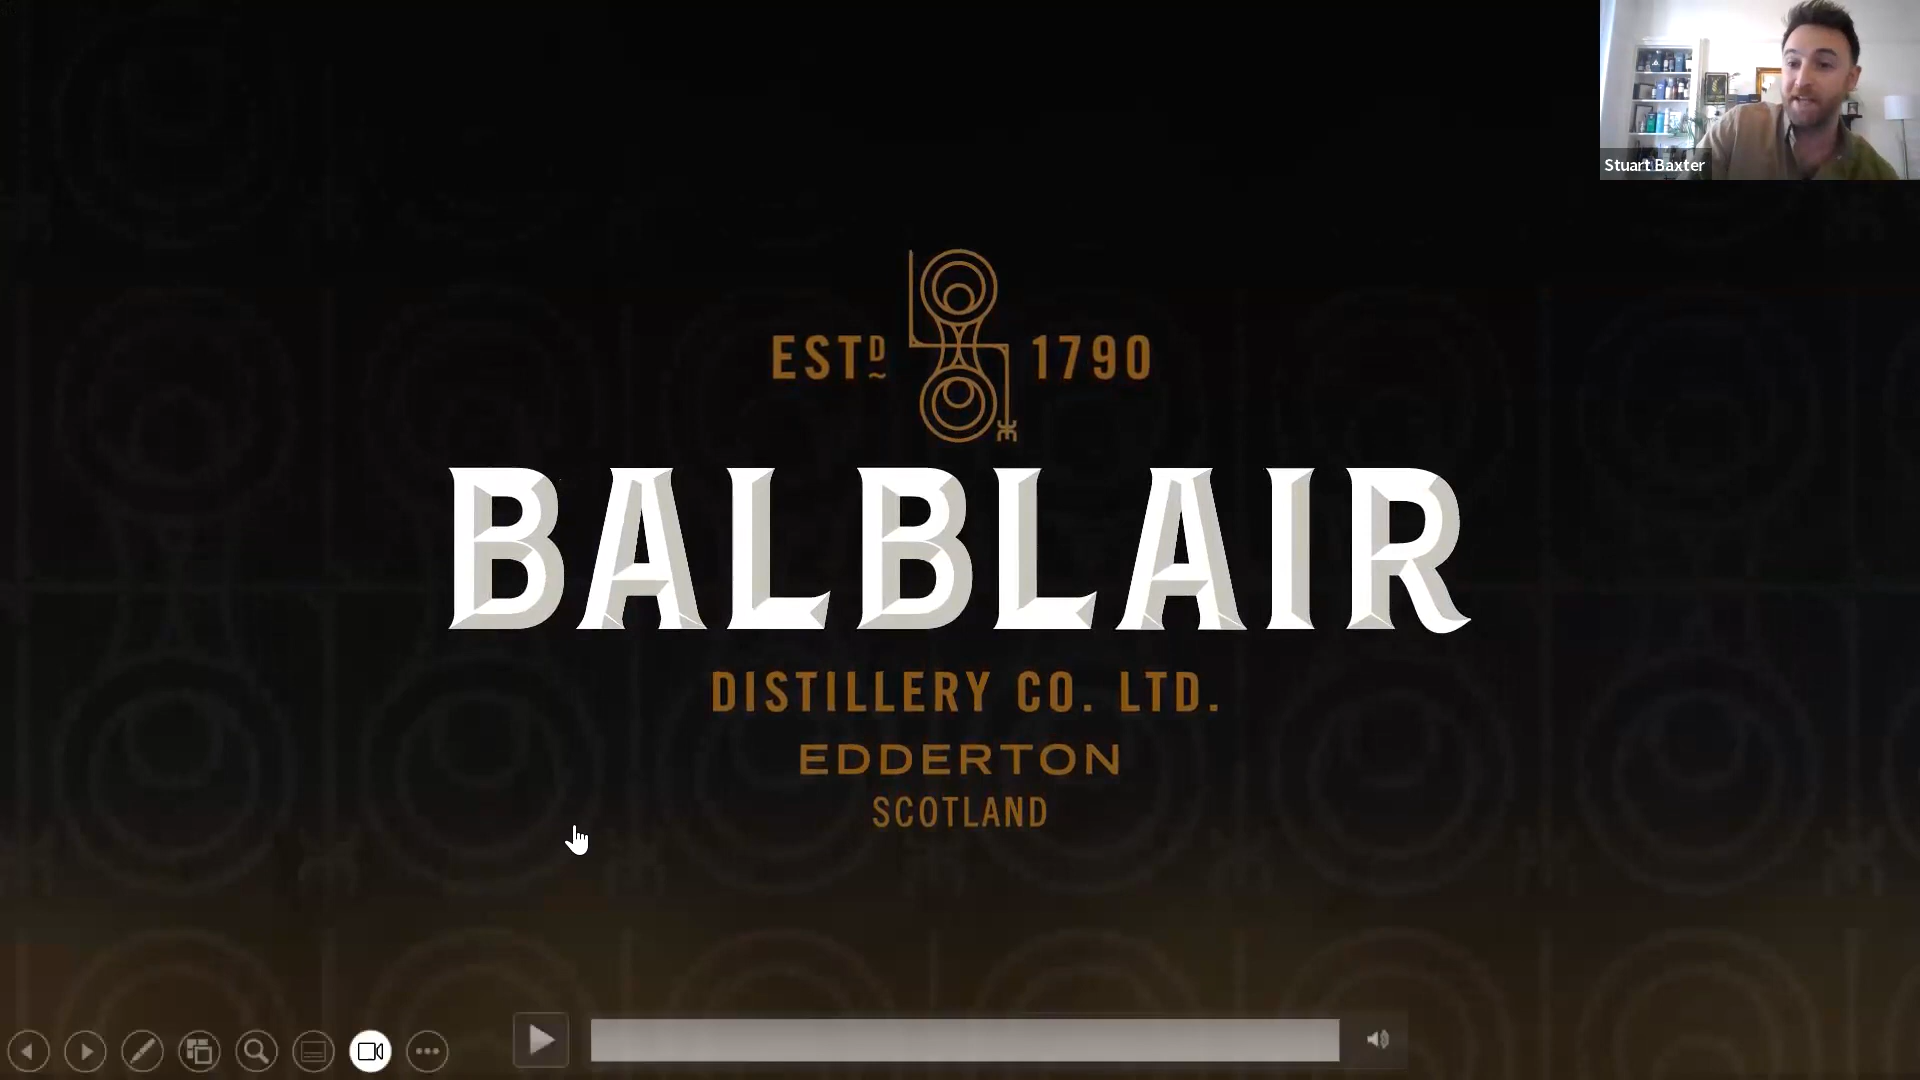 Stuart Baxter
ESTD 1790
BALBLAIR
DISTILLERY CO. LTD.
EDDERTON
SCOTLAND